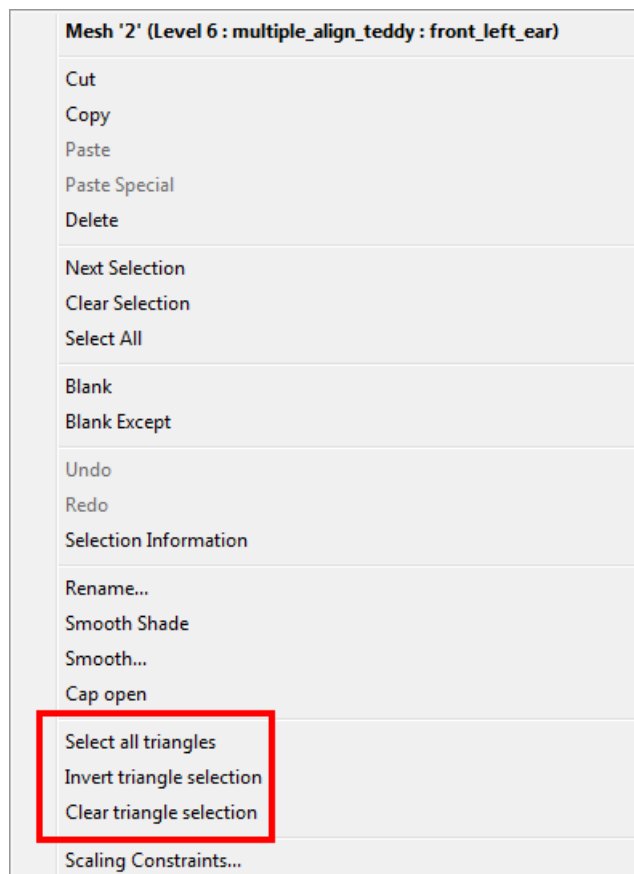 Mesh '2' (Level 6 : multiple_align_teddy : front_left_ear)
Cut
Copy
Paste
Paste Special
Delete
Next Selection
Clear Selection
Select All
Blank
Blank Except
Undo
Redo
Selection Information
Rename...
Smooth Shade
Smooth...
Cap open
Select all triangles
Invert triangle selection
Clear triangle selection
Scaling Constraints...